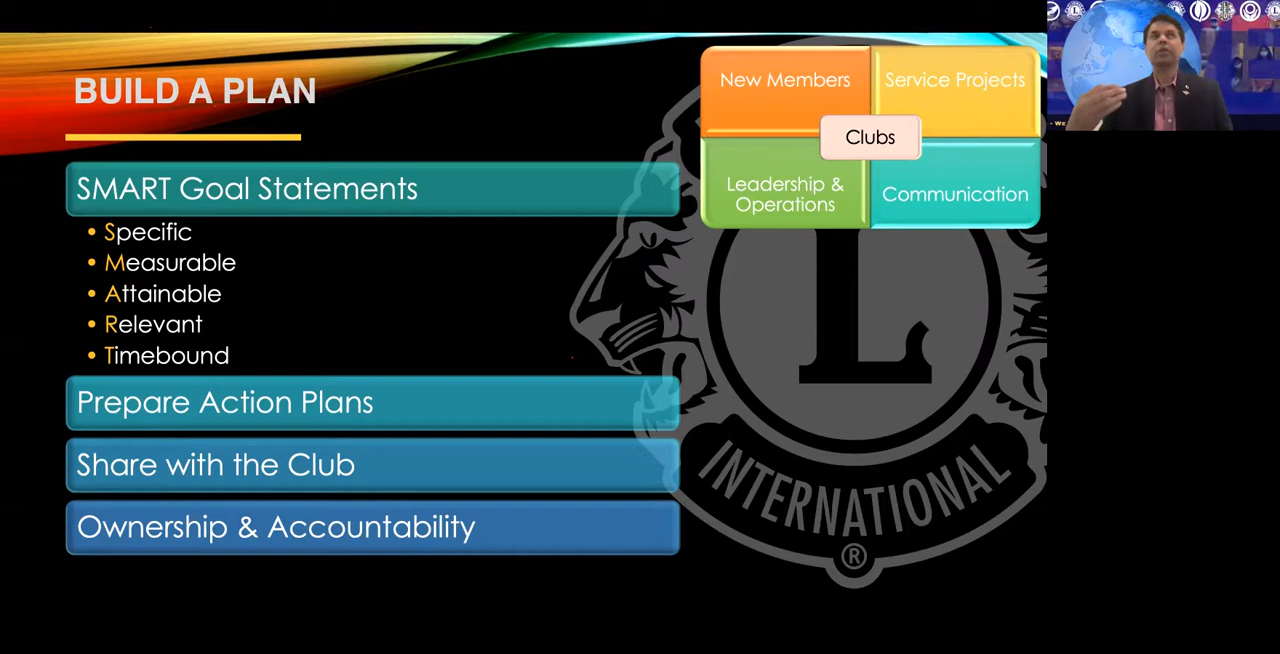 BUILD A PLAN
SMART Goal Statements
• Specific
• Measurable
• Attainable
• Relevant
• Timebound
Prepare Action Plans
Share with the Club
Ownership & Accountability
New Members
Service Projects
Clubs
Leadership &
Operations
Communication
L
INTERNATIONAL
®